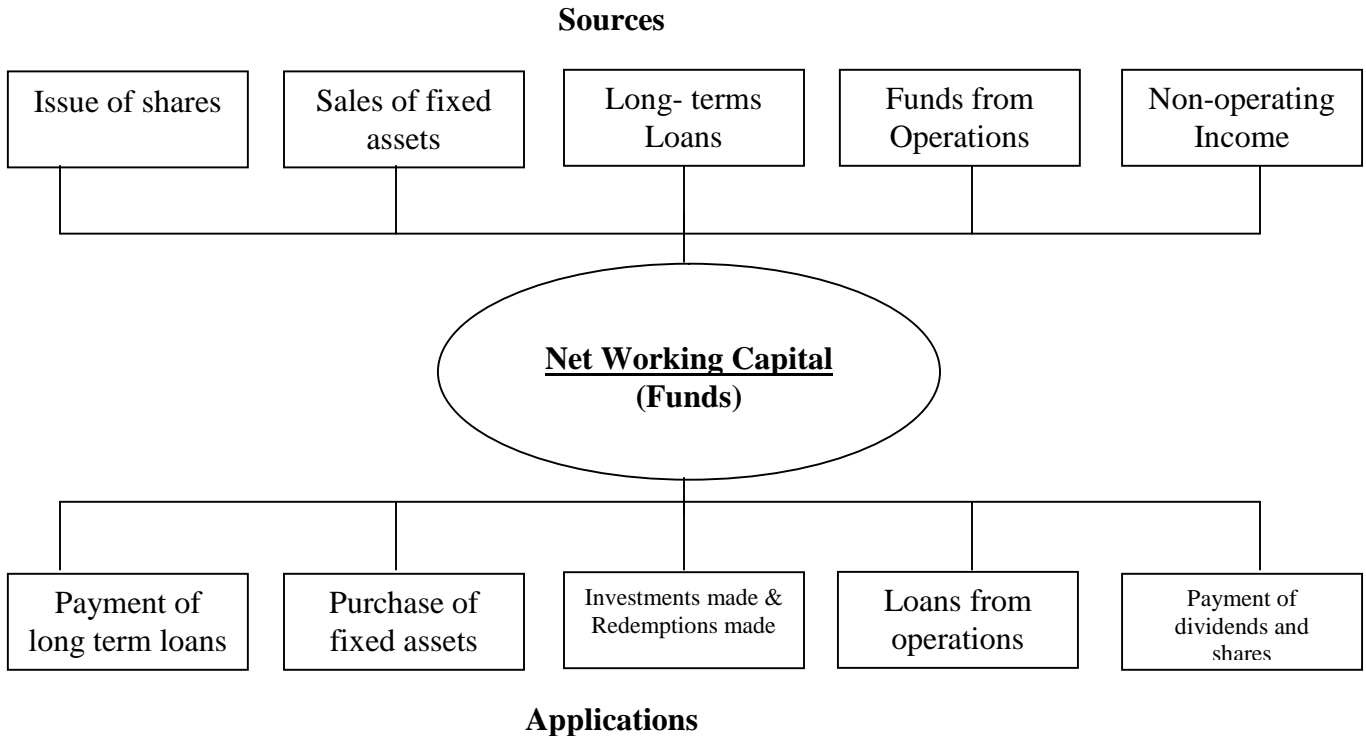 Sources
Issue of shares
Sales of fixed
assets
Long- terms
Loans
Funds from
Operations
Non-operating
Income
Net Working Capital
(Funds)
Payment of
long term loans
Purchase of
fixed assets
Investments made &
Redemptions made
Loans from
operations
Payment of
dividends and
shares
Applications